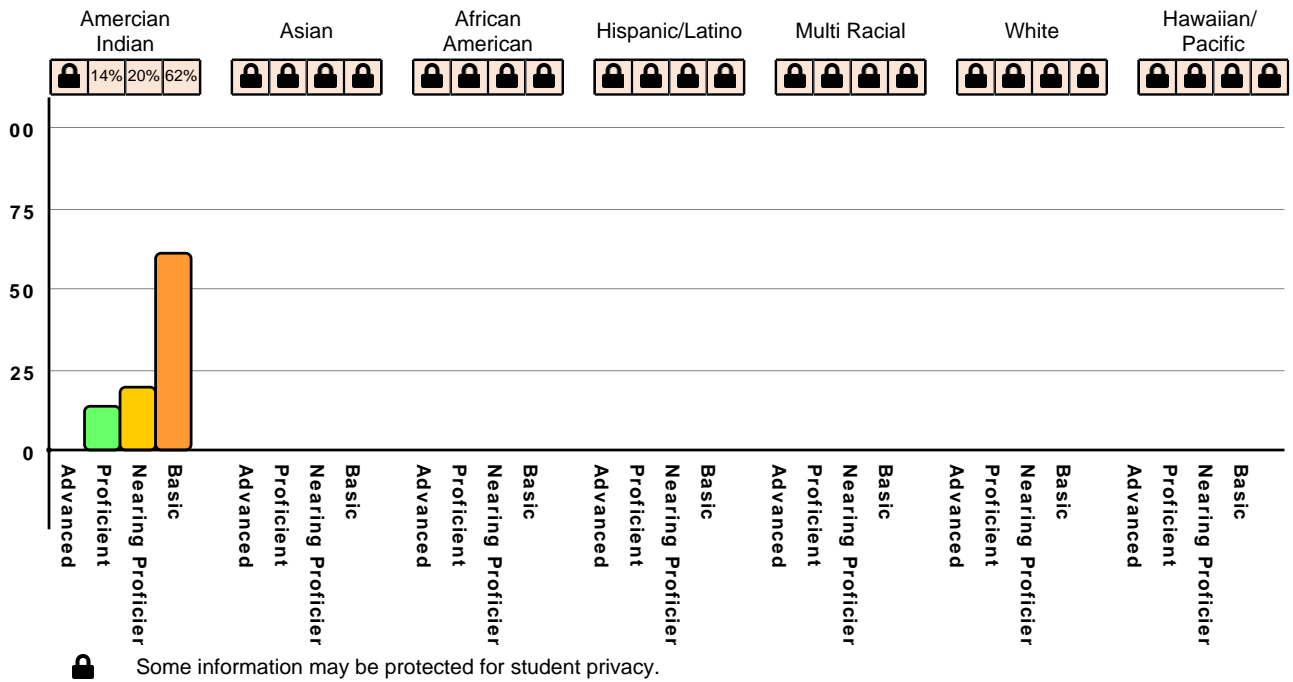 Amercian
Indian
Asian
African
American
Hispanic/Latino
Multi Racial
White
Hawaiian/
Pacific
14% 20% 62%
00
75
50
25
0
Advanced
Proficient
Nearing Proficier
Basic
Advanced
Proficient
Nearing Proficier
Basic
Advanced
Proficient
Nearing Proficier
Basic
Advanced
Proficient
Nearing Proficier
Basic
Advanced
Proficient
Nearing Proficier
Basic
Advanced
Proficient
Nearing Proficier
Basic
Advanced
Proficient
Nearing Proficier
Basic
Some information may be protected for student privacy.